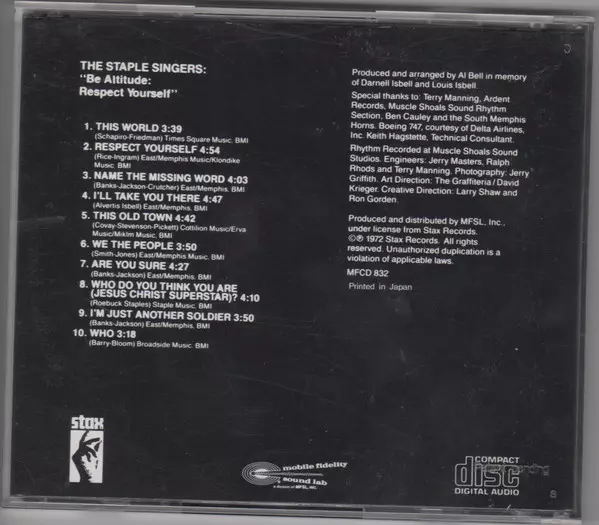 THE STAPLE SINGERS:
"Be Altitude:
Respect Yourself"
1. THIS WORLD 3:39
(Schapiro-Friedman) Times Square Music. BMI
2. RESPECT YOURSELF 4:54
(Rice-Ingram) East/Memphis Music/Klondike
Music. BMI
3. NAME THE MISSING WORD 4:03
(Banks-Jackson-Crutcher) East/Memphis. BMI
4. I'LL TAKE YOU THERE 4:47
(Alvertis Isbell) East/Memphis. BMI
5. THIS OLD TOWN 4:42
(Covay-Stevenson-Pickett) Cotillion Music/Erva
Music/Miklm Music. BMI
6. WE THE PEOPLE 3:50
(Smith-Jones) East/Memphis Music. BMI
7. ARE YOU SURE 4:27
(Banks-Jackson) East/Memphis. BMI
8. WHO DO YOU THINK YOU ARE
(JESUS CHRIST SUPERSTAR)? 4:10
(Roebuck Staples) Staple Music. BMI
9. I'M JUST ANOTHER SOLDIER 3:50
(Banks-Jackson) East/Memphis. BMI
10. WHO 3:18
(Barry-Bloom) Broadside Music. BMI
Produced and arranged by Al Bell in memory
of Darnell Isbell and Louis Isbell.
Special thanks to: Terry Manning, Ardent
Records, Muscle Shoals Sound Rhythm
Section, Ben Cauley and the South Memphis
Horns. Boeing 747, courtesy of Delta Airlines,
Inc. Keith Hagstette, Technical Consultant.
Rhythm Recorded at Muscle Shoals Sound
Studios. Engineers: Jerry Masters, Ralph
Rhods and Terry Manning. Photography: Jerry
Griffith. Art Direction: The Graffiteria / David
Krieger. Creative Direction: Larry Shaw and
Ron Gorden.
Produced and distributed by MFSL, Inc.,
under license from Stax Records.
©℗ 1972 Stax Records. All rights
reserved. Unauthorized duplication is a
violation of applicable laws.
MFCD 832
Printed in Japan
stax
mobile fidelity
sound lab
a division of MFSL, INC.
COMPACT
disc
DIGITAL AUDIO